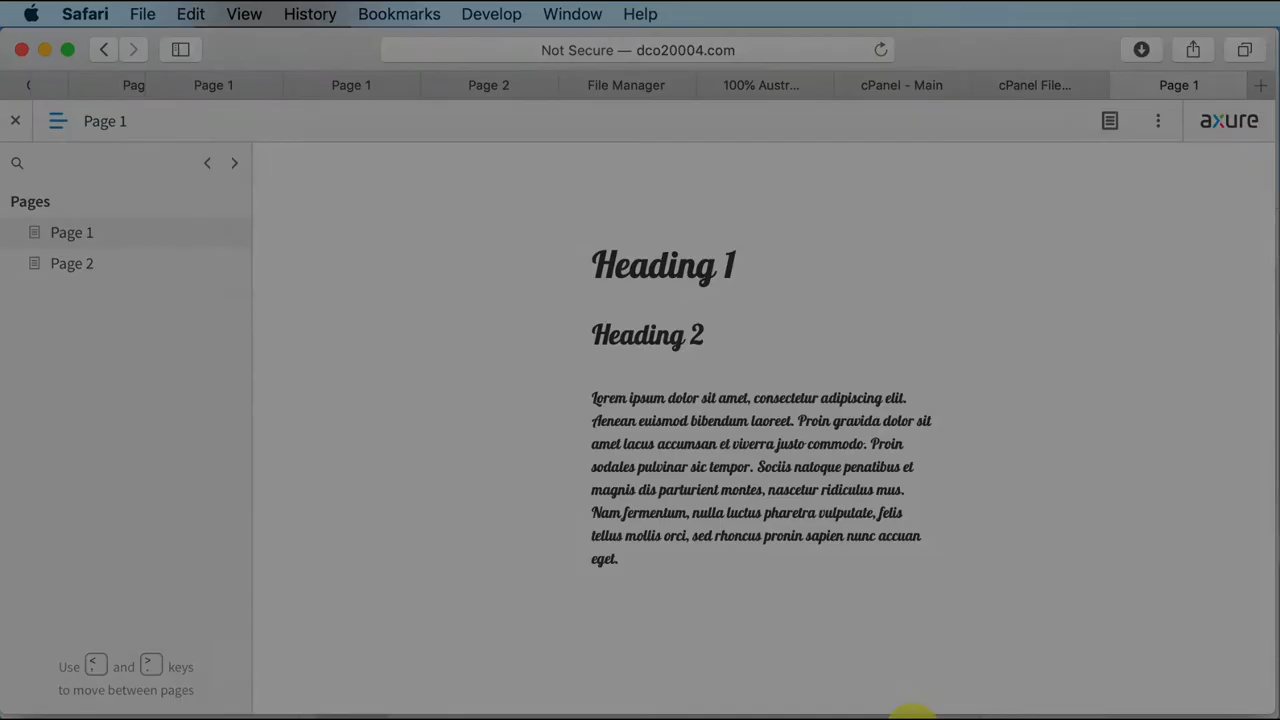 Safari File Edit View History Bookmarks Develop Window Help
Not Secure — dco20004.com
Pag Page 1 Page 1 Page 2 File Manager 100% Austr... cPanel - Main cPanel File... Page 1
Page 1
axure
Pages
Page 1
Page 2
Heading 1
Heading 2
Lorem ipsum dolor sit amet, consectetur adipiscing elit.
Aenean euismod bibendum laoreet. Proin gravida dolor sit
amet lacus accumsan et viverra justo commodo. Proin
sodales pulvinar sic tempor. Sociis natoque penatibus et
magnis dis parturient montes, nascetur ridiculus mus.
Nam fermentum, nulla luctus pharetra vulputate, felis
tellus mollis orci, sed rhoncus pronin sapien nunc accuan
eget.
Use < , and > . keys
to move between pages